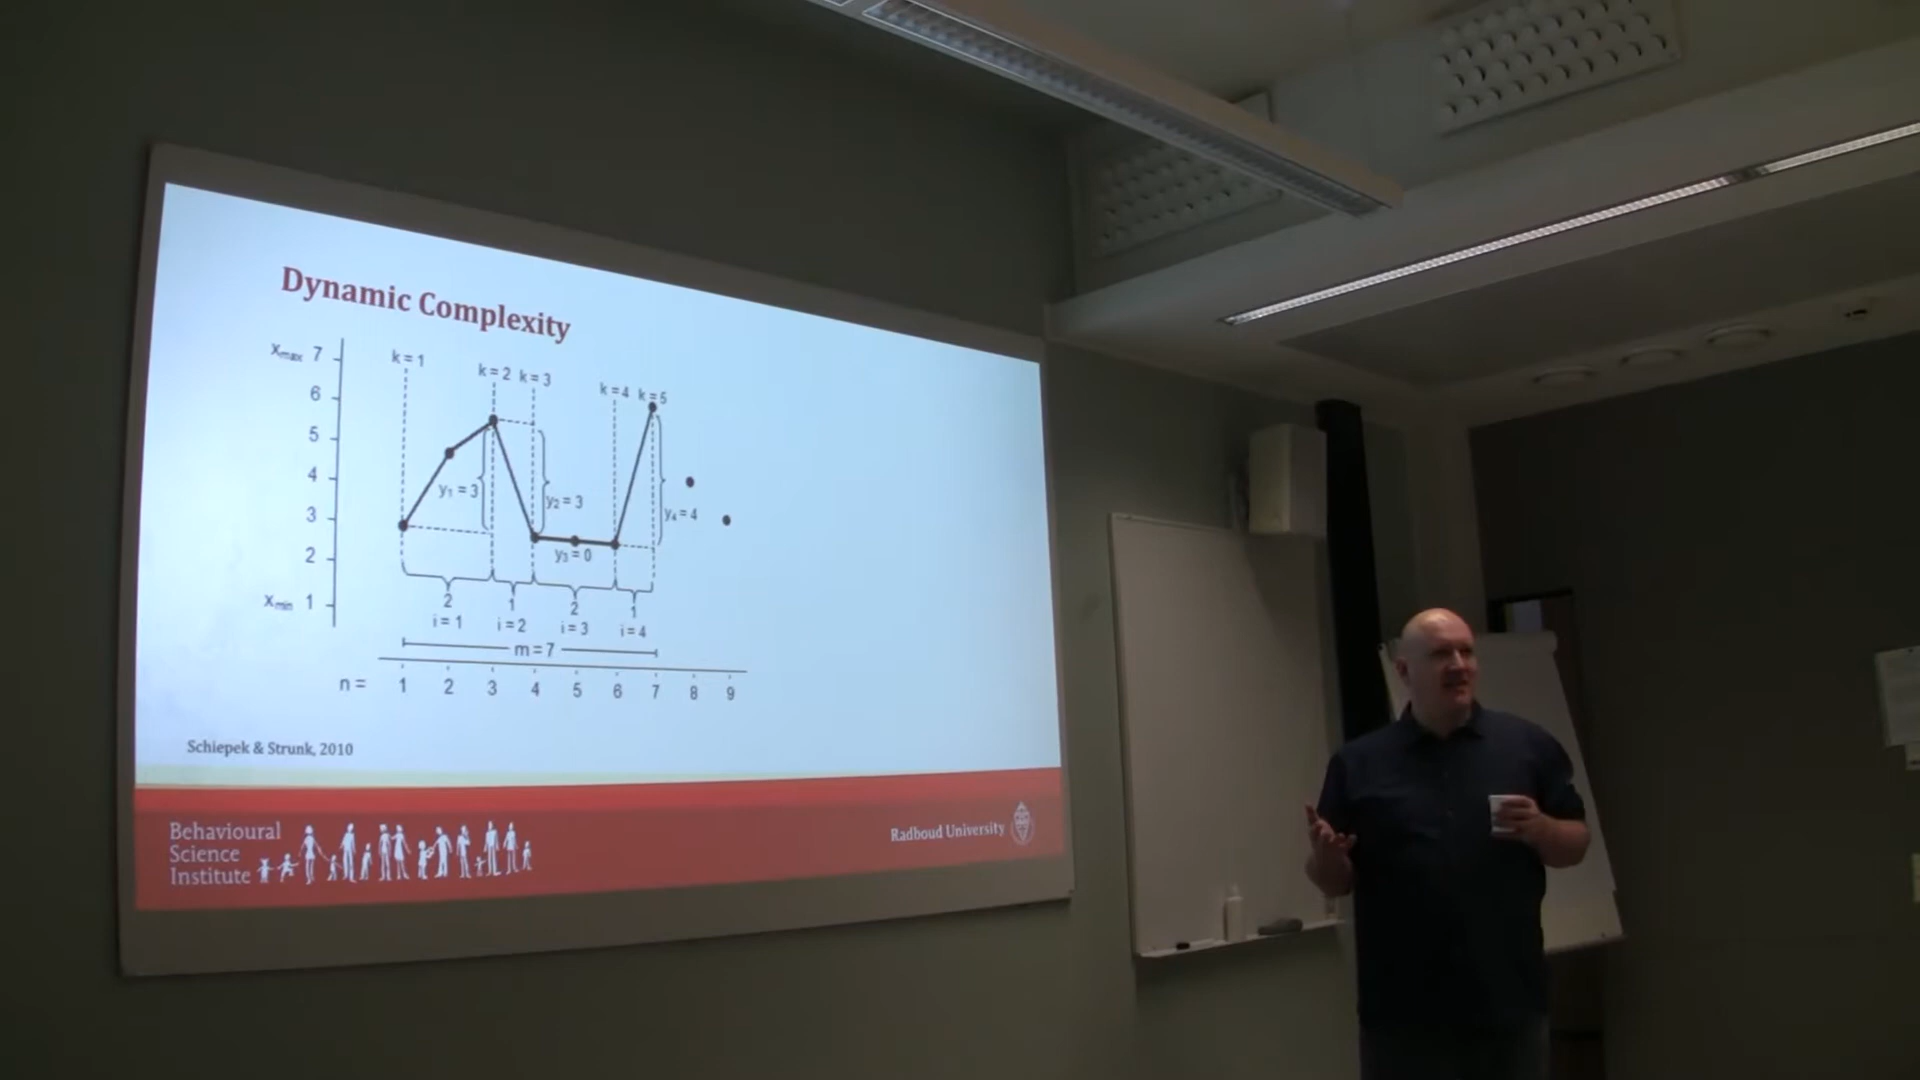 Dynamic Complexity
k = 1
k = 2 k = 3
k = 4 k = 5
xmax 7
6
5
4
3
2
xmin 1
y₁ = 3
y₂ = 3
y₃ = 0
y₄ = 4
2 1 2 1
i = 1 i = 2 i = 3 i = 4
m = 7
n = 1 2 3 4 5 6 7 8 9
Schiepek & Strunk, 2010
Behavioural
Science
Institute
Radboud University